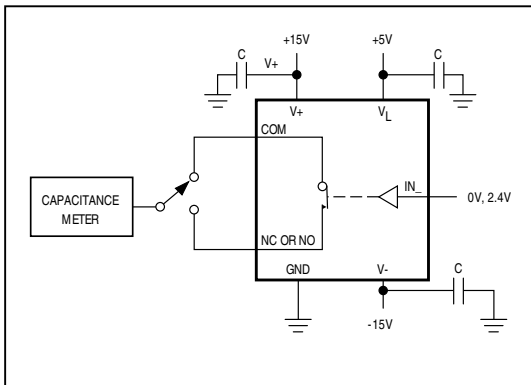 +15V
+5V
C
V+
C
V+
VL
COM
IN_
0V, 2.4V
CAPACITANCE
METER
NC OR NO
GND
V-
C
-15V